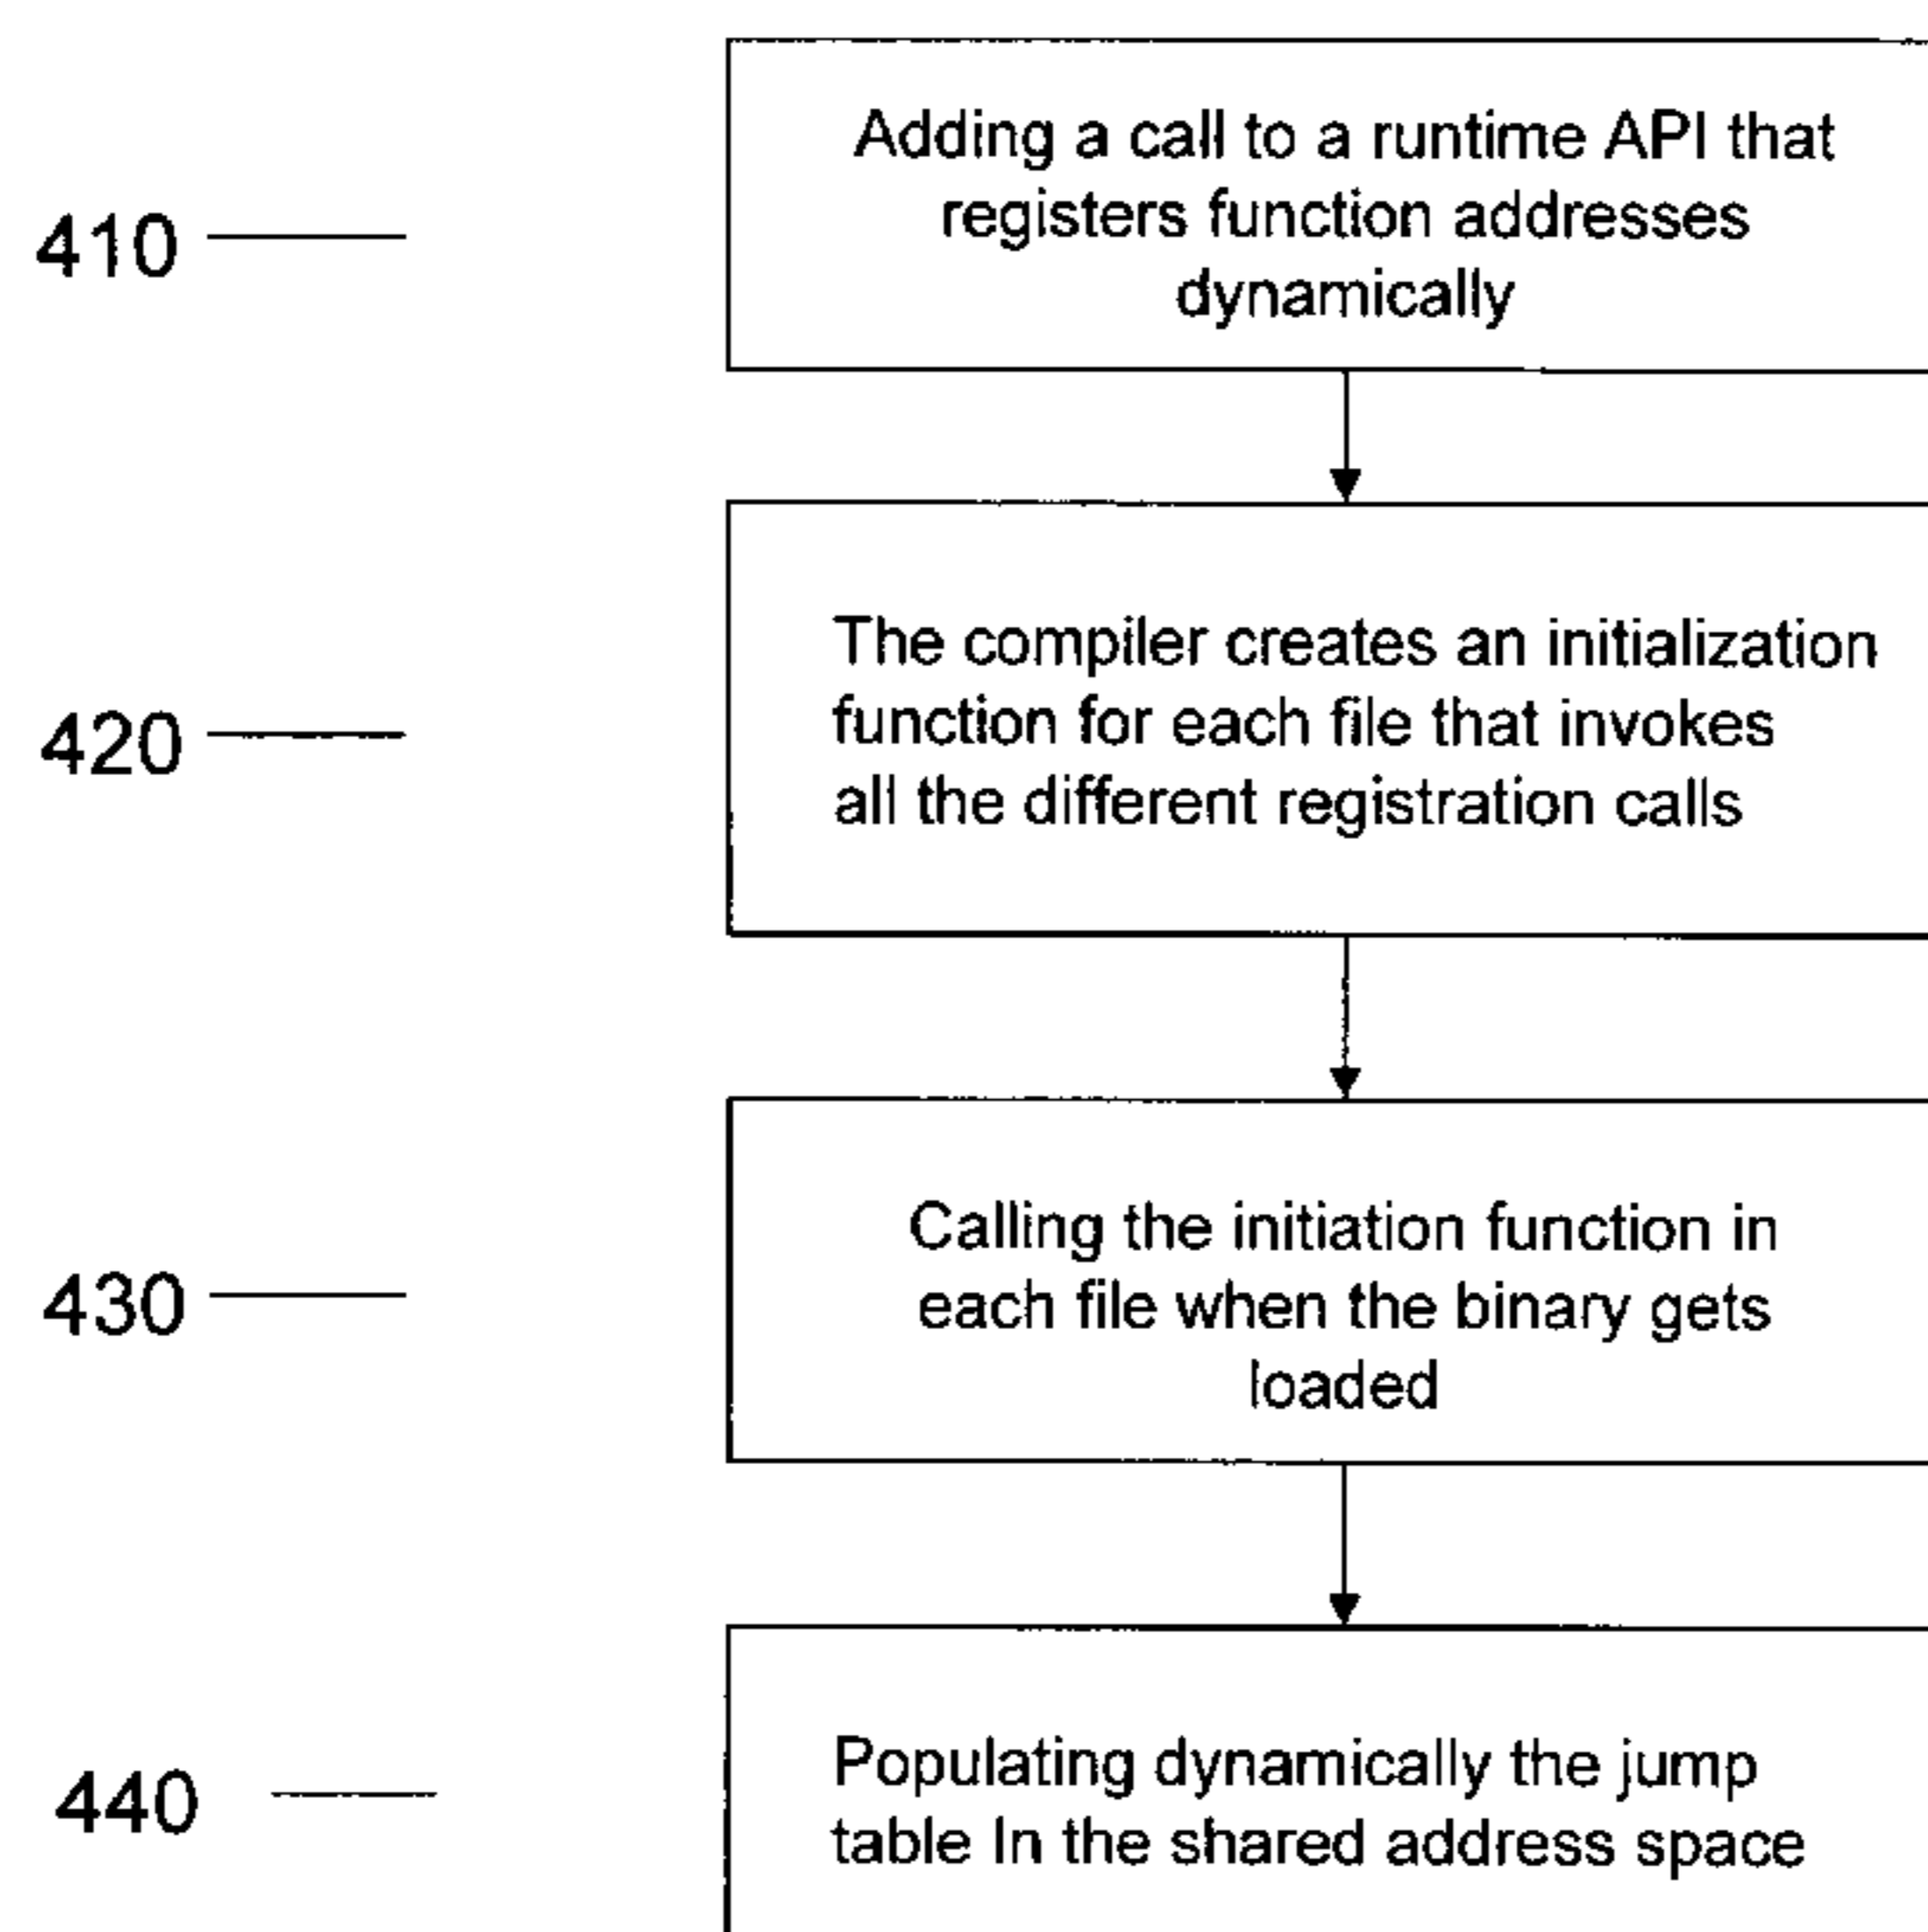 Adding a call to a runtime API that
registers function addresses
dynamically
410
The compiler creates an initialization
function for each file that invokes
all the different registration calls
420
Calling the initiation function in
each file when the binary gets
loaded
430
Populating dynamically the jump
table In the shared address space
440